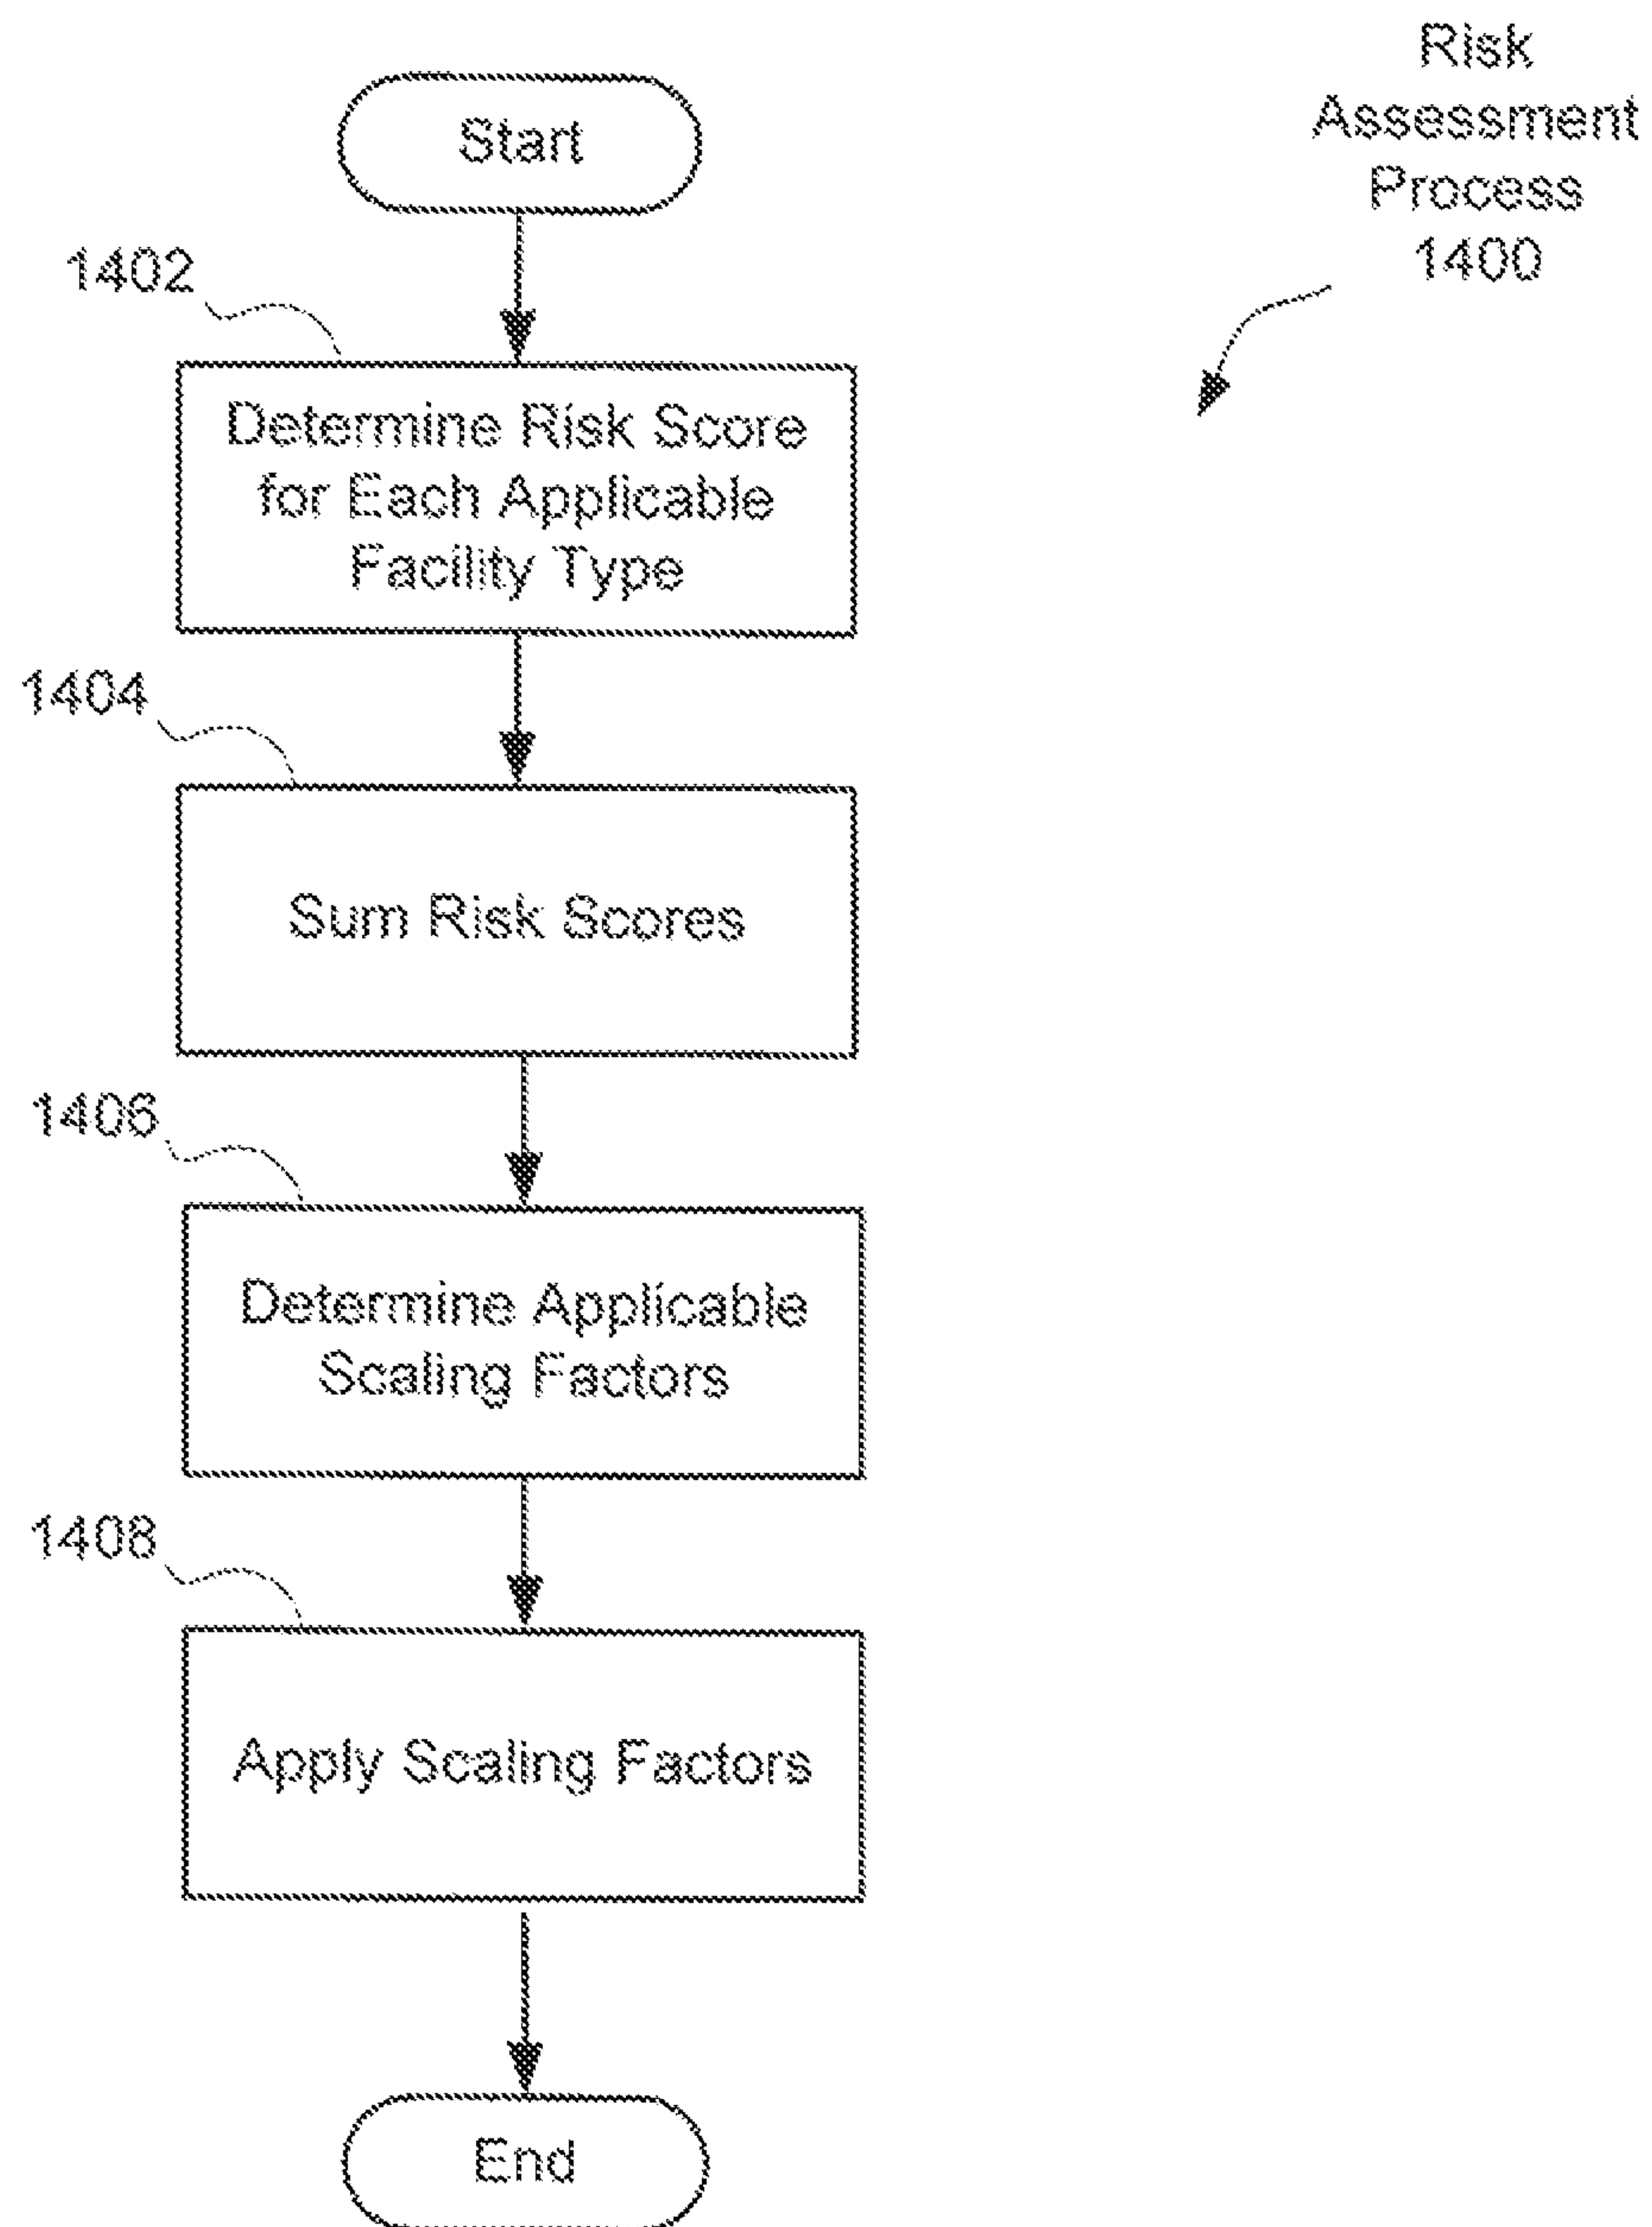 Risk
Assessment
Process
1400
Start
1402
Determine Risk Score
for Each Applicable
Facility Type
1404
Sum Risk Scores
1406
Determine Applicable
Scaling Factors
1408
Apply Scaling Factors
End